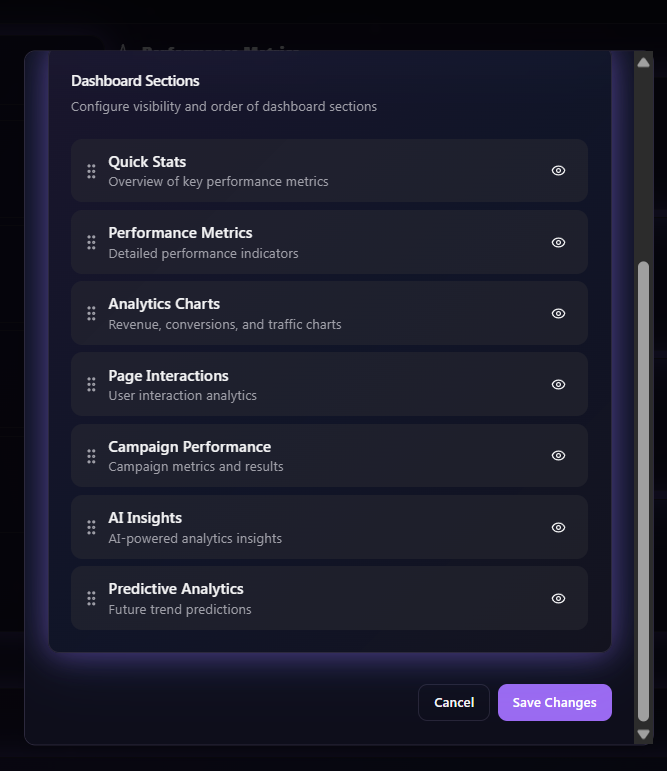 Dashboard Sections
Configure visibility and order of dashboard sections
Quick Stats
Overview of key performance metrics
Performance Metrics
Detailed performance indicators
Analytics Charts
Revenue, conversions, and traffic charts
Page Interactions
User interaction analytics
Campaign Performance
Campaign metrics and results
AI Insights
AI-powered analytics insights
Predictive Analytics
Future trend predictions
Cancel
Save Changes